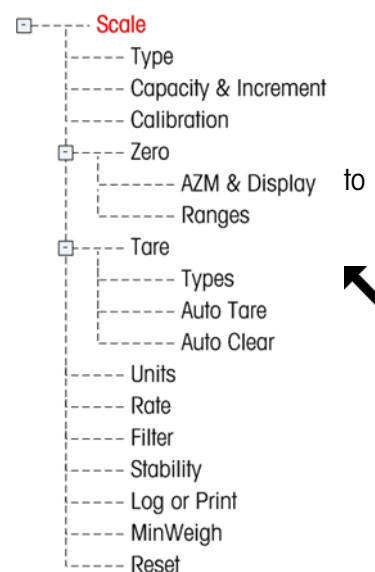 Scale
Type
Capacity & Increment
Calibration
Zero
AZM & Display to
Ranges
Tare
Types
Auto Tare
Auto Clear
Units
Rate
Filter
Stability
Log or Print
MinWeigh
Reset